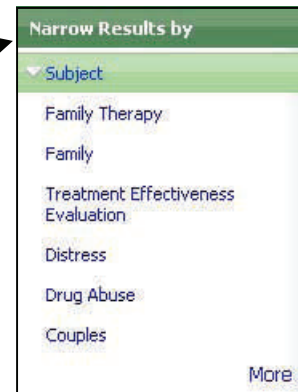 Narrow Results by
Subject
Family Therapy
Family
Treatment Effectiveness
Evaluation
Distress
Drug Abuse
Couples
More